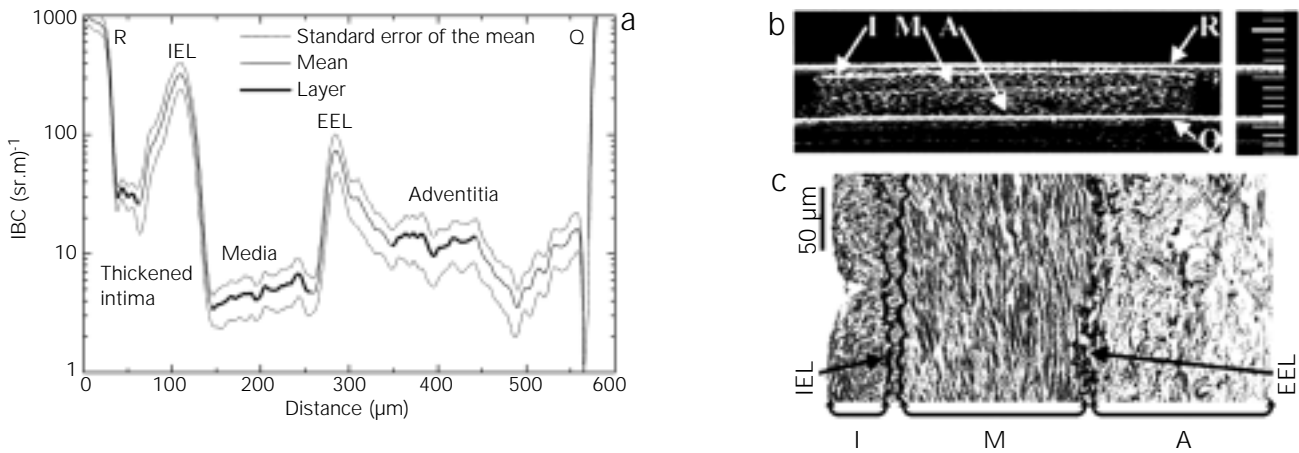 a
1000
100
10
1
IBC (sr.m)-1
R
IEL
Standard error of the mean
Mean
Layer
Q
EEL
Adventitia
Media
Thickened
intima
0
100
200
300
400
500
600
Distance (µm)
b
I
M
A
R
Q
c
50 µm
IEL
EEL
I
M
A